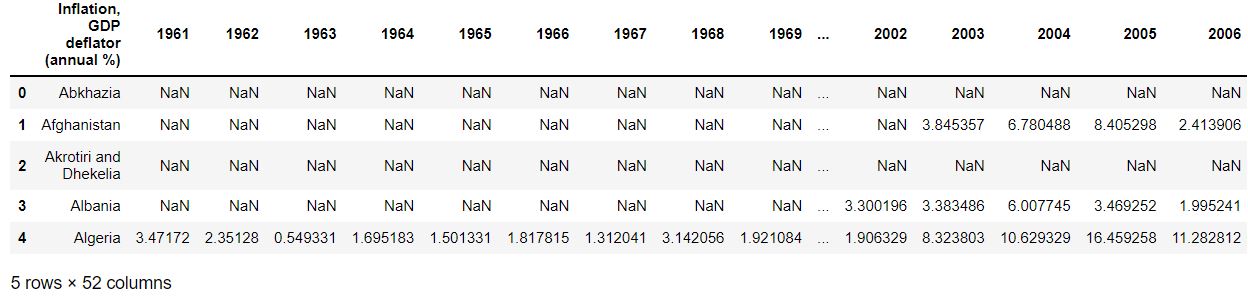 Inflation,
GDP
deflator
(annual %) 1961 1962 1963 1964 1965 1966 1967 1968 1969 ... 2002 2003 2004 2005 2006
0 Abkhazia NaN NaN NaN NaN NaN NaN NaN NaN NaN ... NaN NaN NaN NaN NaN
1 Afghanistan NaN NaN NaN NaN NaN NaN NaN NaN NaN ... NaN 3.845357 6.780488 8.405298 2.413906
2 Akrotiri and
Dhekelia NaN NaN NaN NaN NaN NaN NaN NaN NaN ... NaN NaN NaN NaN NaN
3 Albania NaN NaN NaN NaN NaN NaN NaN NaN NaN ... 3.300196 3.383486 6.007745 3.469252 1.995241
4 Algeria 3.47172 2.35128 0.549331 1.695183 1.501331 1.817815 1.312041 3.142056 1.921084 ... 1.906329 8.323803 10.629329 16.459258 11.282812
5 rows × 52 columns